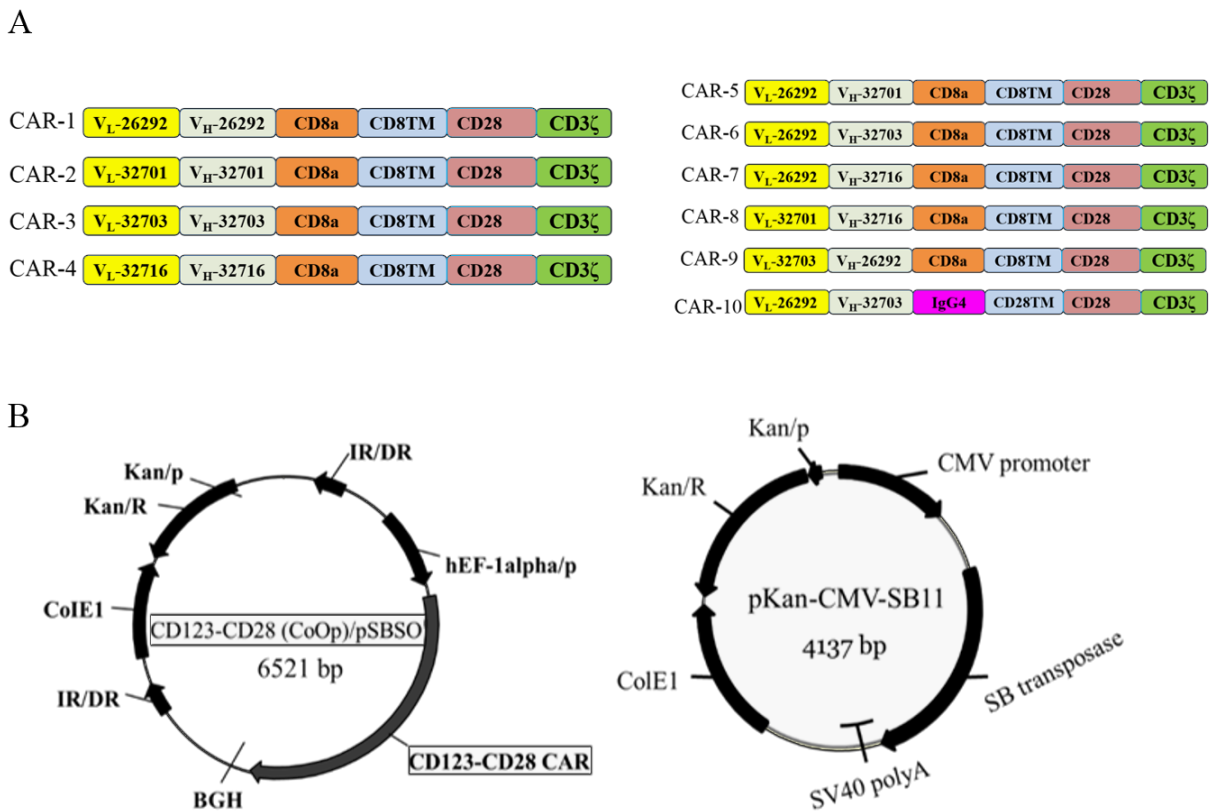 A
CAR-1 VL-26292 VH-26292 CD8a CD8TM CD28 CD3ζ
CAR-2 VL-32701 VH-32701 CD8a CD8TM CD28 CD3ζ
CAR-3 VL-32703 VH-32703 CD8a CD8TM CD28 CD3ζ
CAR-4 VL-32716 VH-32716 CD8a CD8TM CD28 CD3ζ
CAR-5 VL-26292 VH-32701 CD8a CD8TM CD28 CD3ζ
CAR-6 VL-26292 VH-32703 CD8a CD8TM CD28 CD3ζ
CAR-7 VL-26292 VH-32716 CD8a CD8TM CD28 CD3ζ
CAR-8 VL-32701 VH-32716 CD8a CD8TM CD28 CD3ζ
CAR-9 VL-32703 VH-26292 CD8a CD8TM CD28 CD3ζ
CAR-10 VL-26292 VH-32703 IgG4 CD28TM CD28 CD3ζ
B
IR/DR
Kan/p
Kan/R
hEF-1alpha/p
ColE1
CD123-CD28 (CoOp)/pSBSO
6521 bp
IR/DR
CD123-CD28 CAR
BGH
Kan/p
CMV promoter
Kan/R
pKan-CMV-SB11
4137 bp
ColE1
SB transposase
SV40 polyA